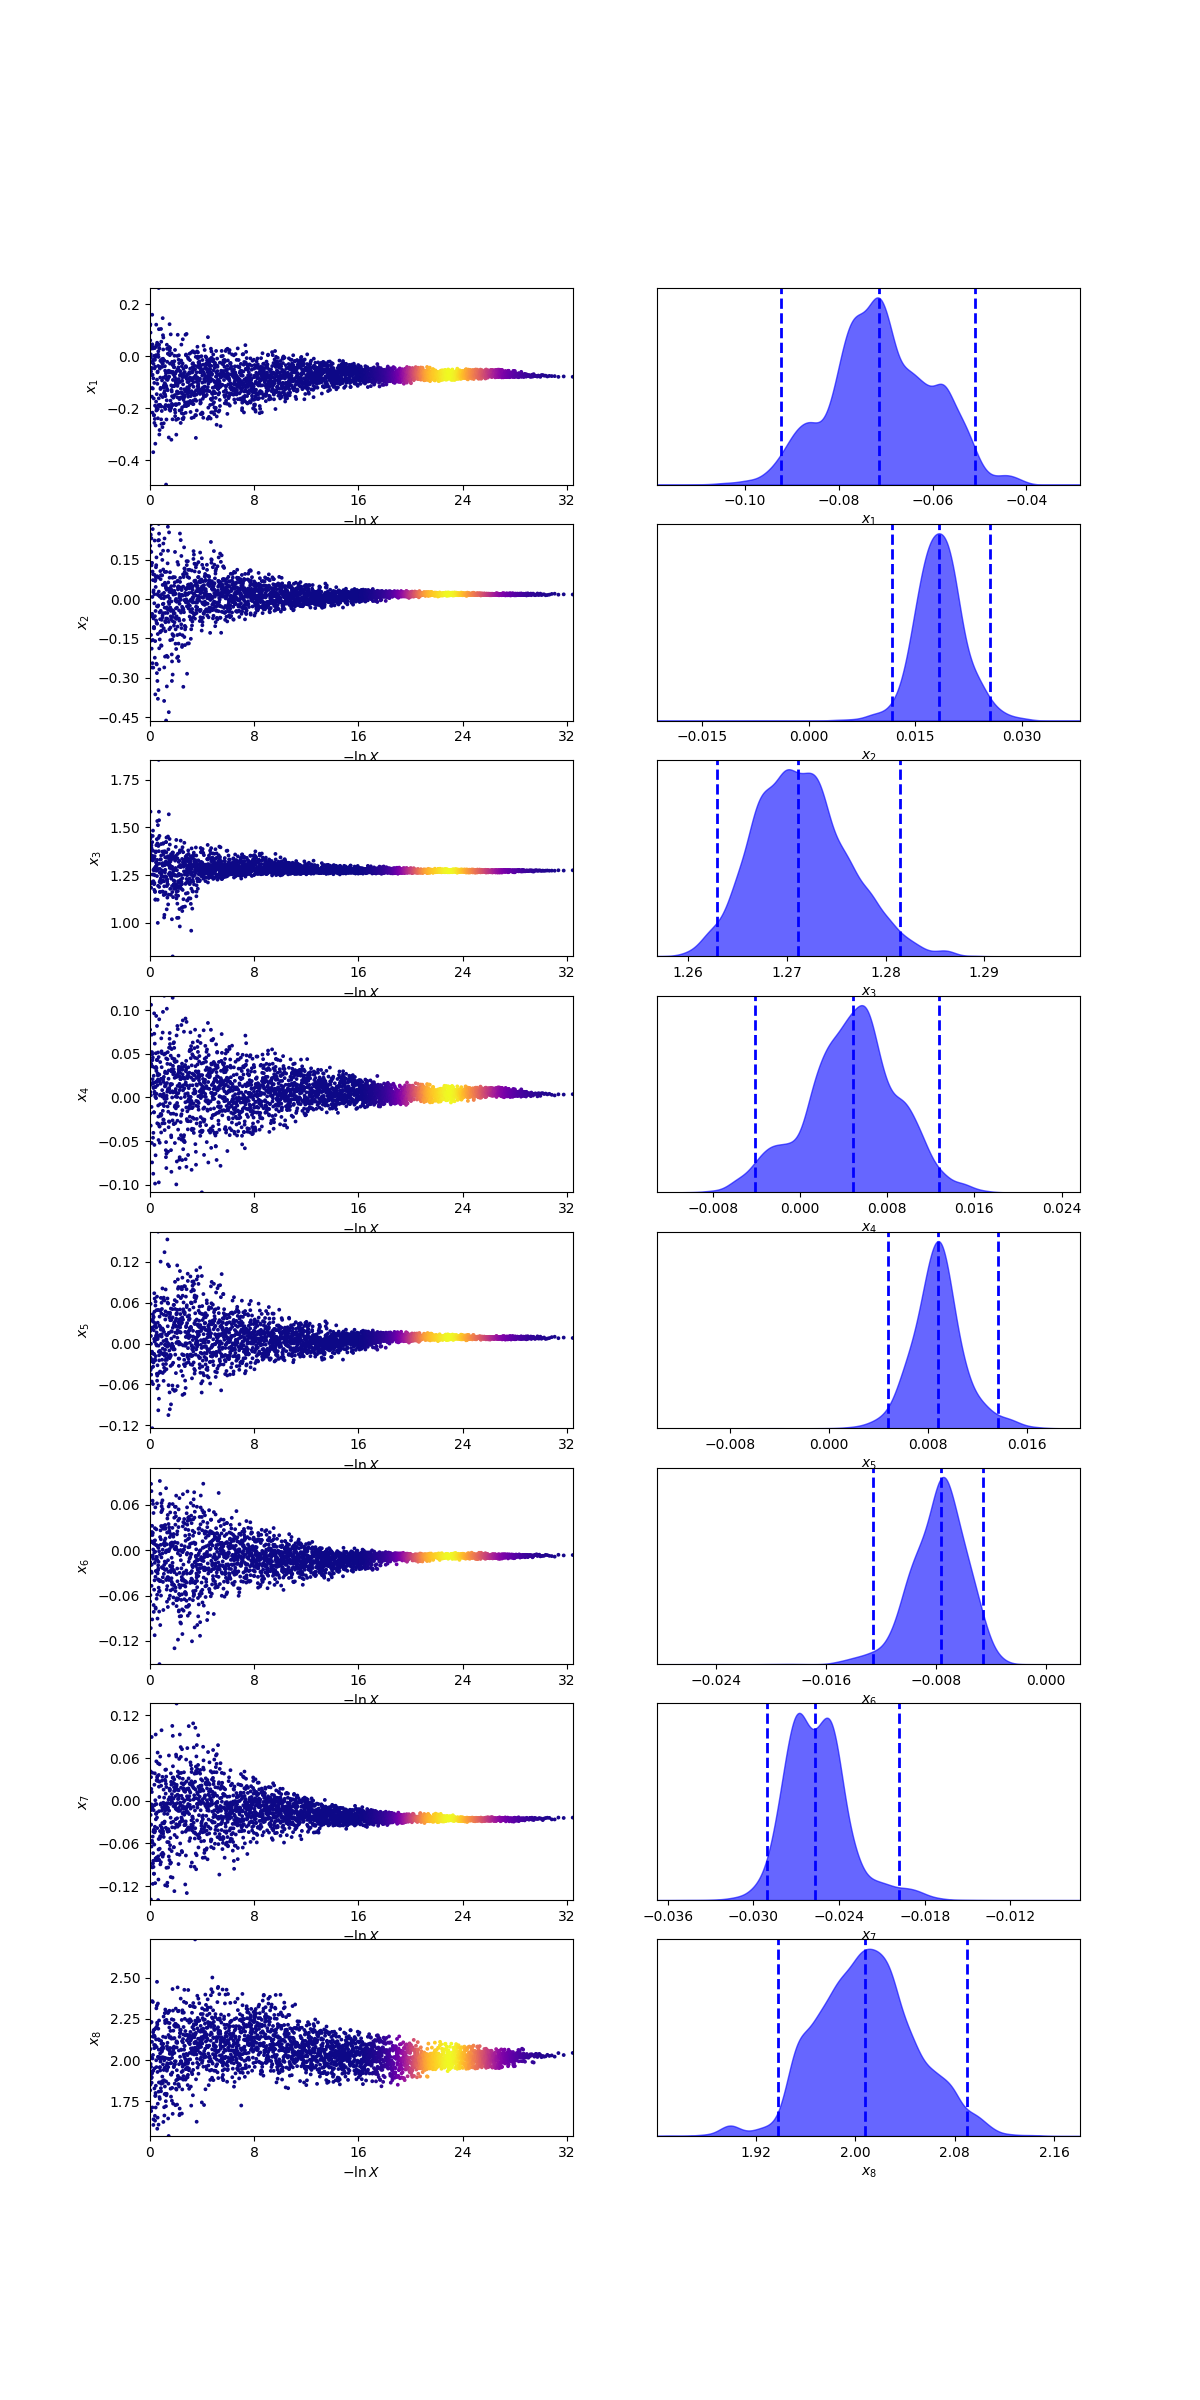 0.2
0.0
−0.2
−0.4
x₁
0 8 16 24 32
−ln X
−0.10 −0.08 −0.06 −0.04
x₁
0.15
0.00
−0.15
−0.30
−0.45
x₂
0 8 16 24 32
−ln X
−0.015 0.000 0.015 0.030
x₂
1.75
1.50
1.25
1.00
x₃
0 8 16 24 32
−ln X
1.26 1.27 1.28 1.29
x₃
0.10
0.05
0.00
−0.05
−0.10
x₄
0 8 16 24 32
−ln X
−0.008 0.000 0.008 0.016 0.024
x₄
0.12
0.06
0.00
−0.06
−0.12
x₅
0 8 16 24 32
−ln X
−0.008 0.000 0.008 0.016
x₅
0.06
0.00
−0.06
−0.12
x₆
0 8 16 24 32
−ln X
−0.024 −0.016 −0.008 0.000
x₆
0.12
0.06
0.00
−0.06
−0.12
x₇
0 8 16 24 32
−ln X
−0.036 −0.030 −0.024 −0.018 −0.012
x₇
2.50
2.25
2.00
1.75
x₈
0 8 16 24 32
−ln X
1.92 2.00 2.08 2.16
x₈